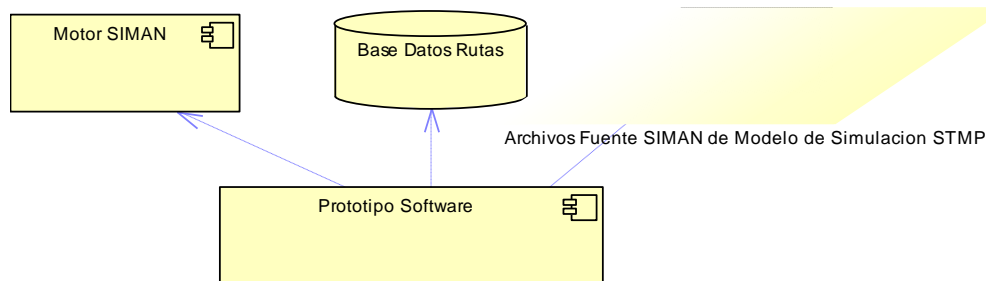 Motor SIMAN
Base Datos Rutas
Archivos Fuente SIMAN de Modelo de Simulacion STMP
Prototipo Software